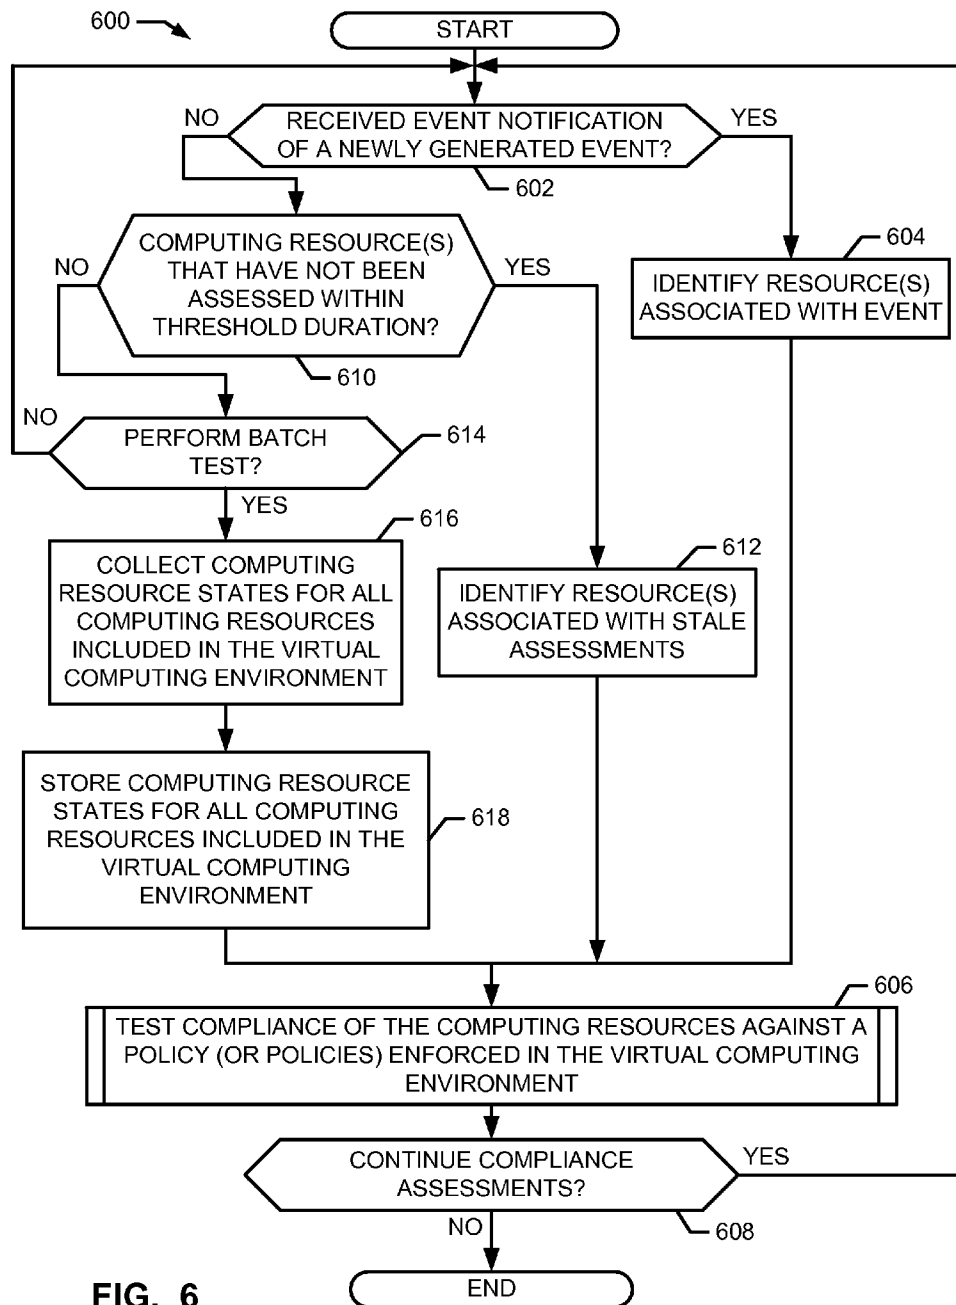 600
START
NO
RECEIVED EVENT NOTIFICATION
OF A NEWLY GENERATED EVENT?
YES
602
COMPUTING RESOURCE(S)
THAT HAVE NOT BEEN
ASSESSED WITHIN
THRESHOLD DURATION?
NO
YES
610
604
IDENTIFY RESOURCE(S)
ASSOCIATED WITH EVENT
NO
PERFORM BATCH
TEST?
614
YES
616
COLLECT COMPUTING
RESOURCE STATES FOR ALL
COMPUTING RESOURCES
INCLUDED IN THE VIRTUAL
COMPUTING ENVIRONMENT
612
IDENTIFY RESOURCE(S)
ASSOCIATED WITH STALE
ASSESSMENTS
STORE COMPUTING RESOURCE
STATES FOR ALL COMPUTING
RESOURCES INCLUDED IN THE
VIRTUAL COMPUTING
ENVIRONMENT
618
606
TEST COMPLIANCE OF THE COMPUTING RESOURCES AGAINST A
POLICY (OR POLICIES) ENFORCED IN THE VIRTUAL COMPUTING
ENVIRONMENT
CONTINUE COMPLIANCE
ASSESSMENTS?
YES
608
NO
END
FIG. 6